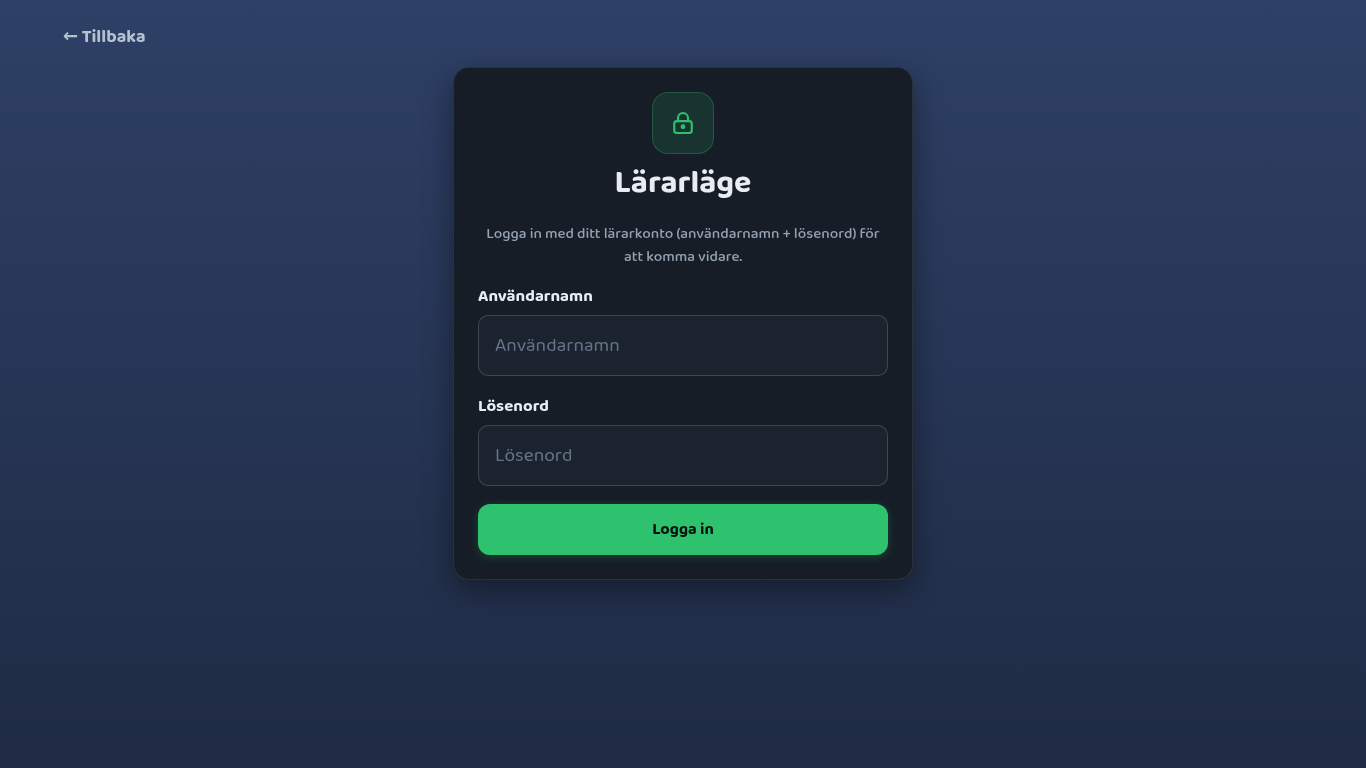 ← Tillbaka
Lärarläge
Logga in med ditt lärarkonto (användarnamn + lösenord) för
att komma vidare.
Användarnamn
Användarnamn
Lösenord
Lösenord
Logga in